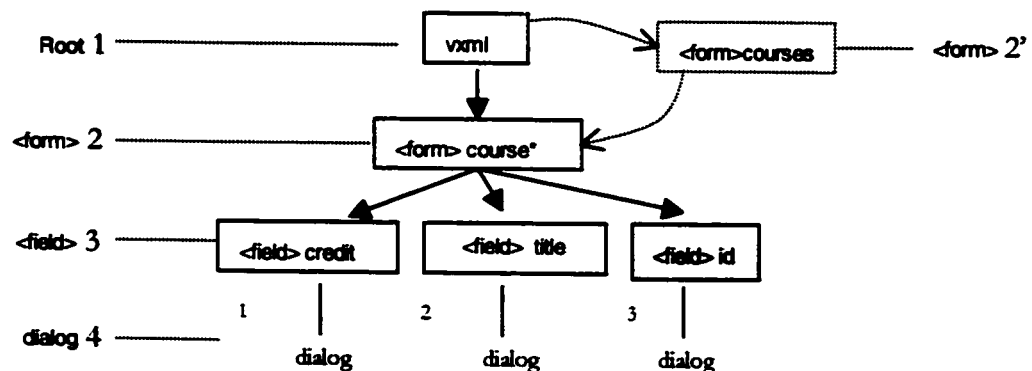 Root 1
vxml
<form>courses
<form> 2'
<form> 2
<form> course*
<field> 3
<field> credit
<field> title
<field> id
1
2
3
dialog 4
dialog
dialog
dialog